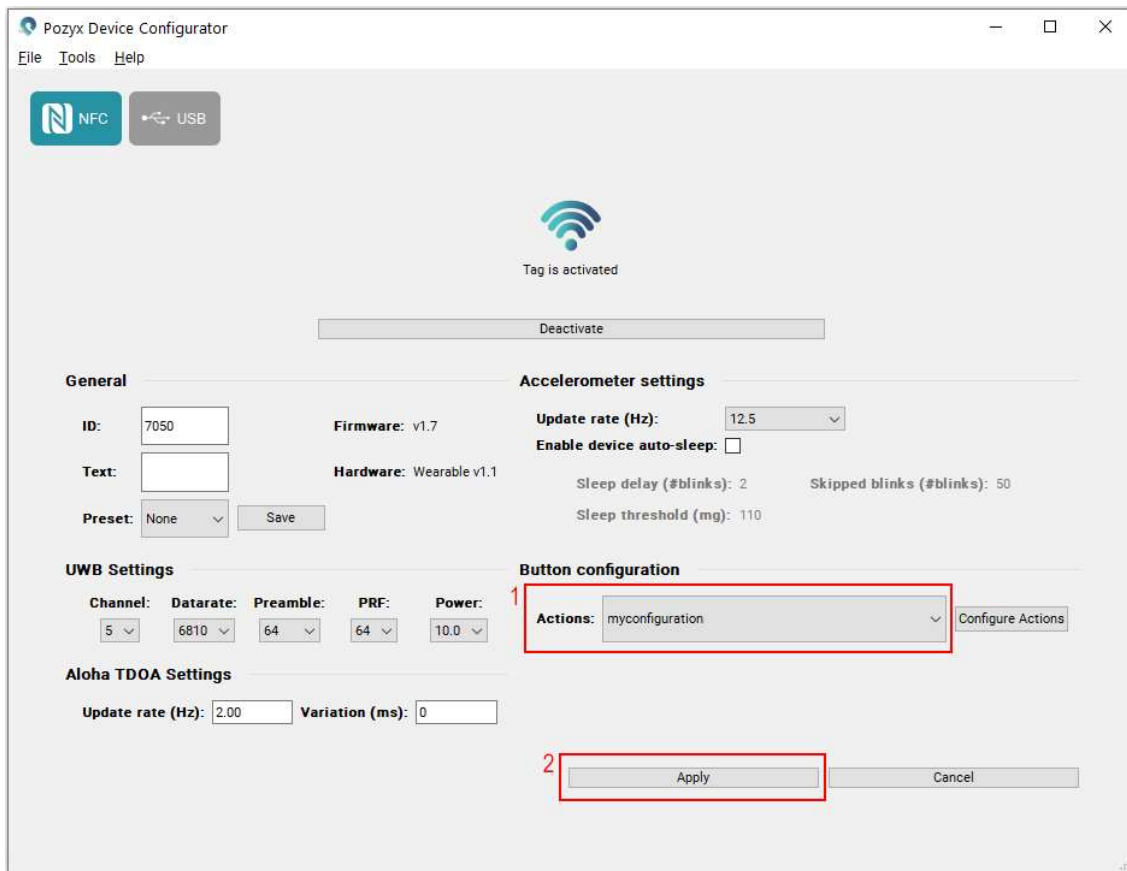 Pozyx Device Configurator
File Tools Help
NFC USB
Tag is activated
Deactivate
General
ID: 7050 Firmware: v1.7
Text: Hardware: Wearable v1.1
Preset: None Save
Accelerometer settings
Update rate (Hz): 12.5
Enable device auto-sleep:
Sleep delay (#blinks): 2 Skipped blinks (#blinks): 50
Sleep threshold (mg): 110
UWB Settings
Channel: Datarate: Preamble: PRF: Power:
5 6810 64 64 10.0
Button configuration
1
Actions: myconfiguration Configure Actions
Aloha TDOA Settings
Update rate (Hz): 2.00 Variation (ms): 0
2
Apply Cancel